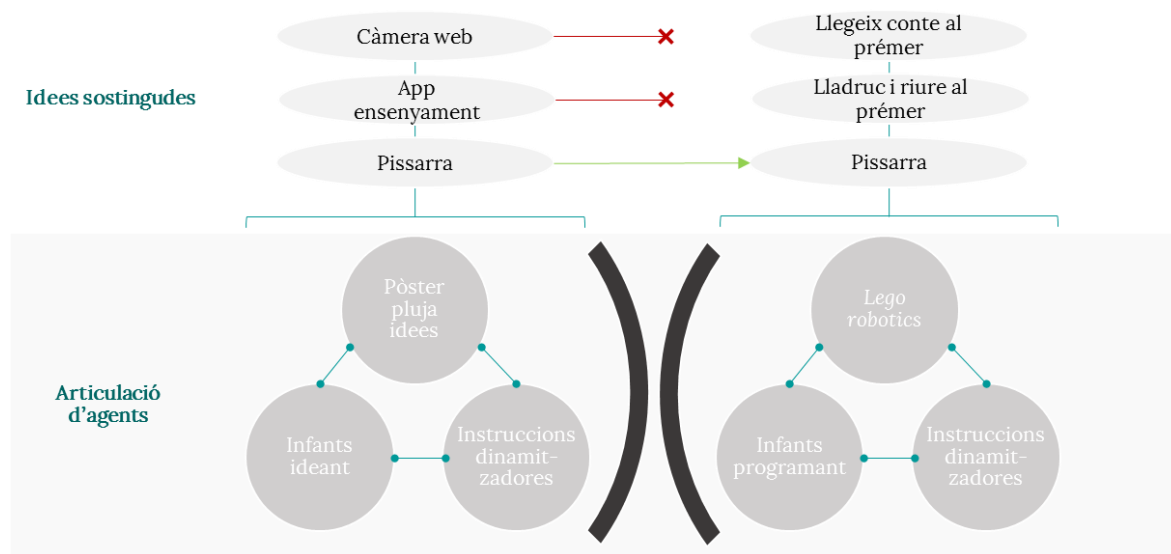 Càmera web
Llegeix conte al
prémer
Idees sostingudes
App
ensenyament
Lladruc i riure al
prémer
Pissarra
Pissarra
Pòster
pluja
idees
Lego
robotics
Articulació
d'agents
Infants
ideant
Instruccions
dinamit-
zadores
Infants
programant
Instruccions
dinamit-
zadores